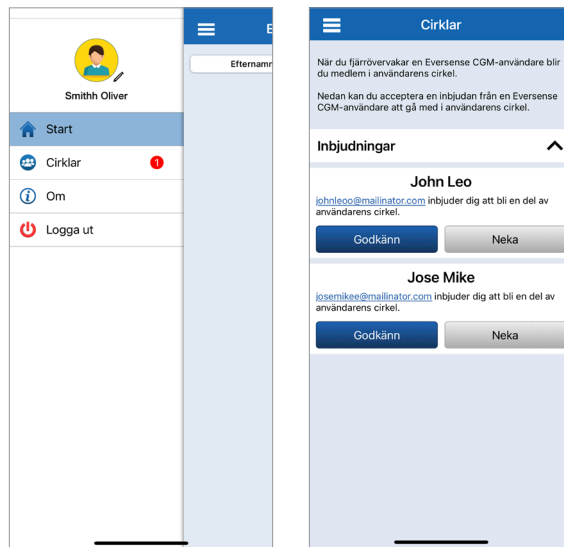 E
Efternamn
Smithh Oliver
Start
Cirklar 1
Om
Logga ut
Cirklar
När du fjärrövervakar en Eversense CGM-användare blir
du medlem i användarens cirkel.
Nedan kan du acceptera en inbjudan från en Eversense
CGM-användare att gå med i användarens cirkel.
Inbjudningar
John Leo
johnleoo@mailinator.com inbjuder dig att bli en del av
användarens cirkel.
Godkänn Neka
Jose Mike
josemikee@mailinator.com inbjuder dig att bli en del av
användarens cirkel.
Godkänn Neka